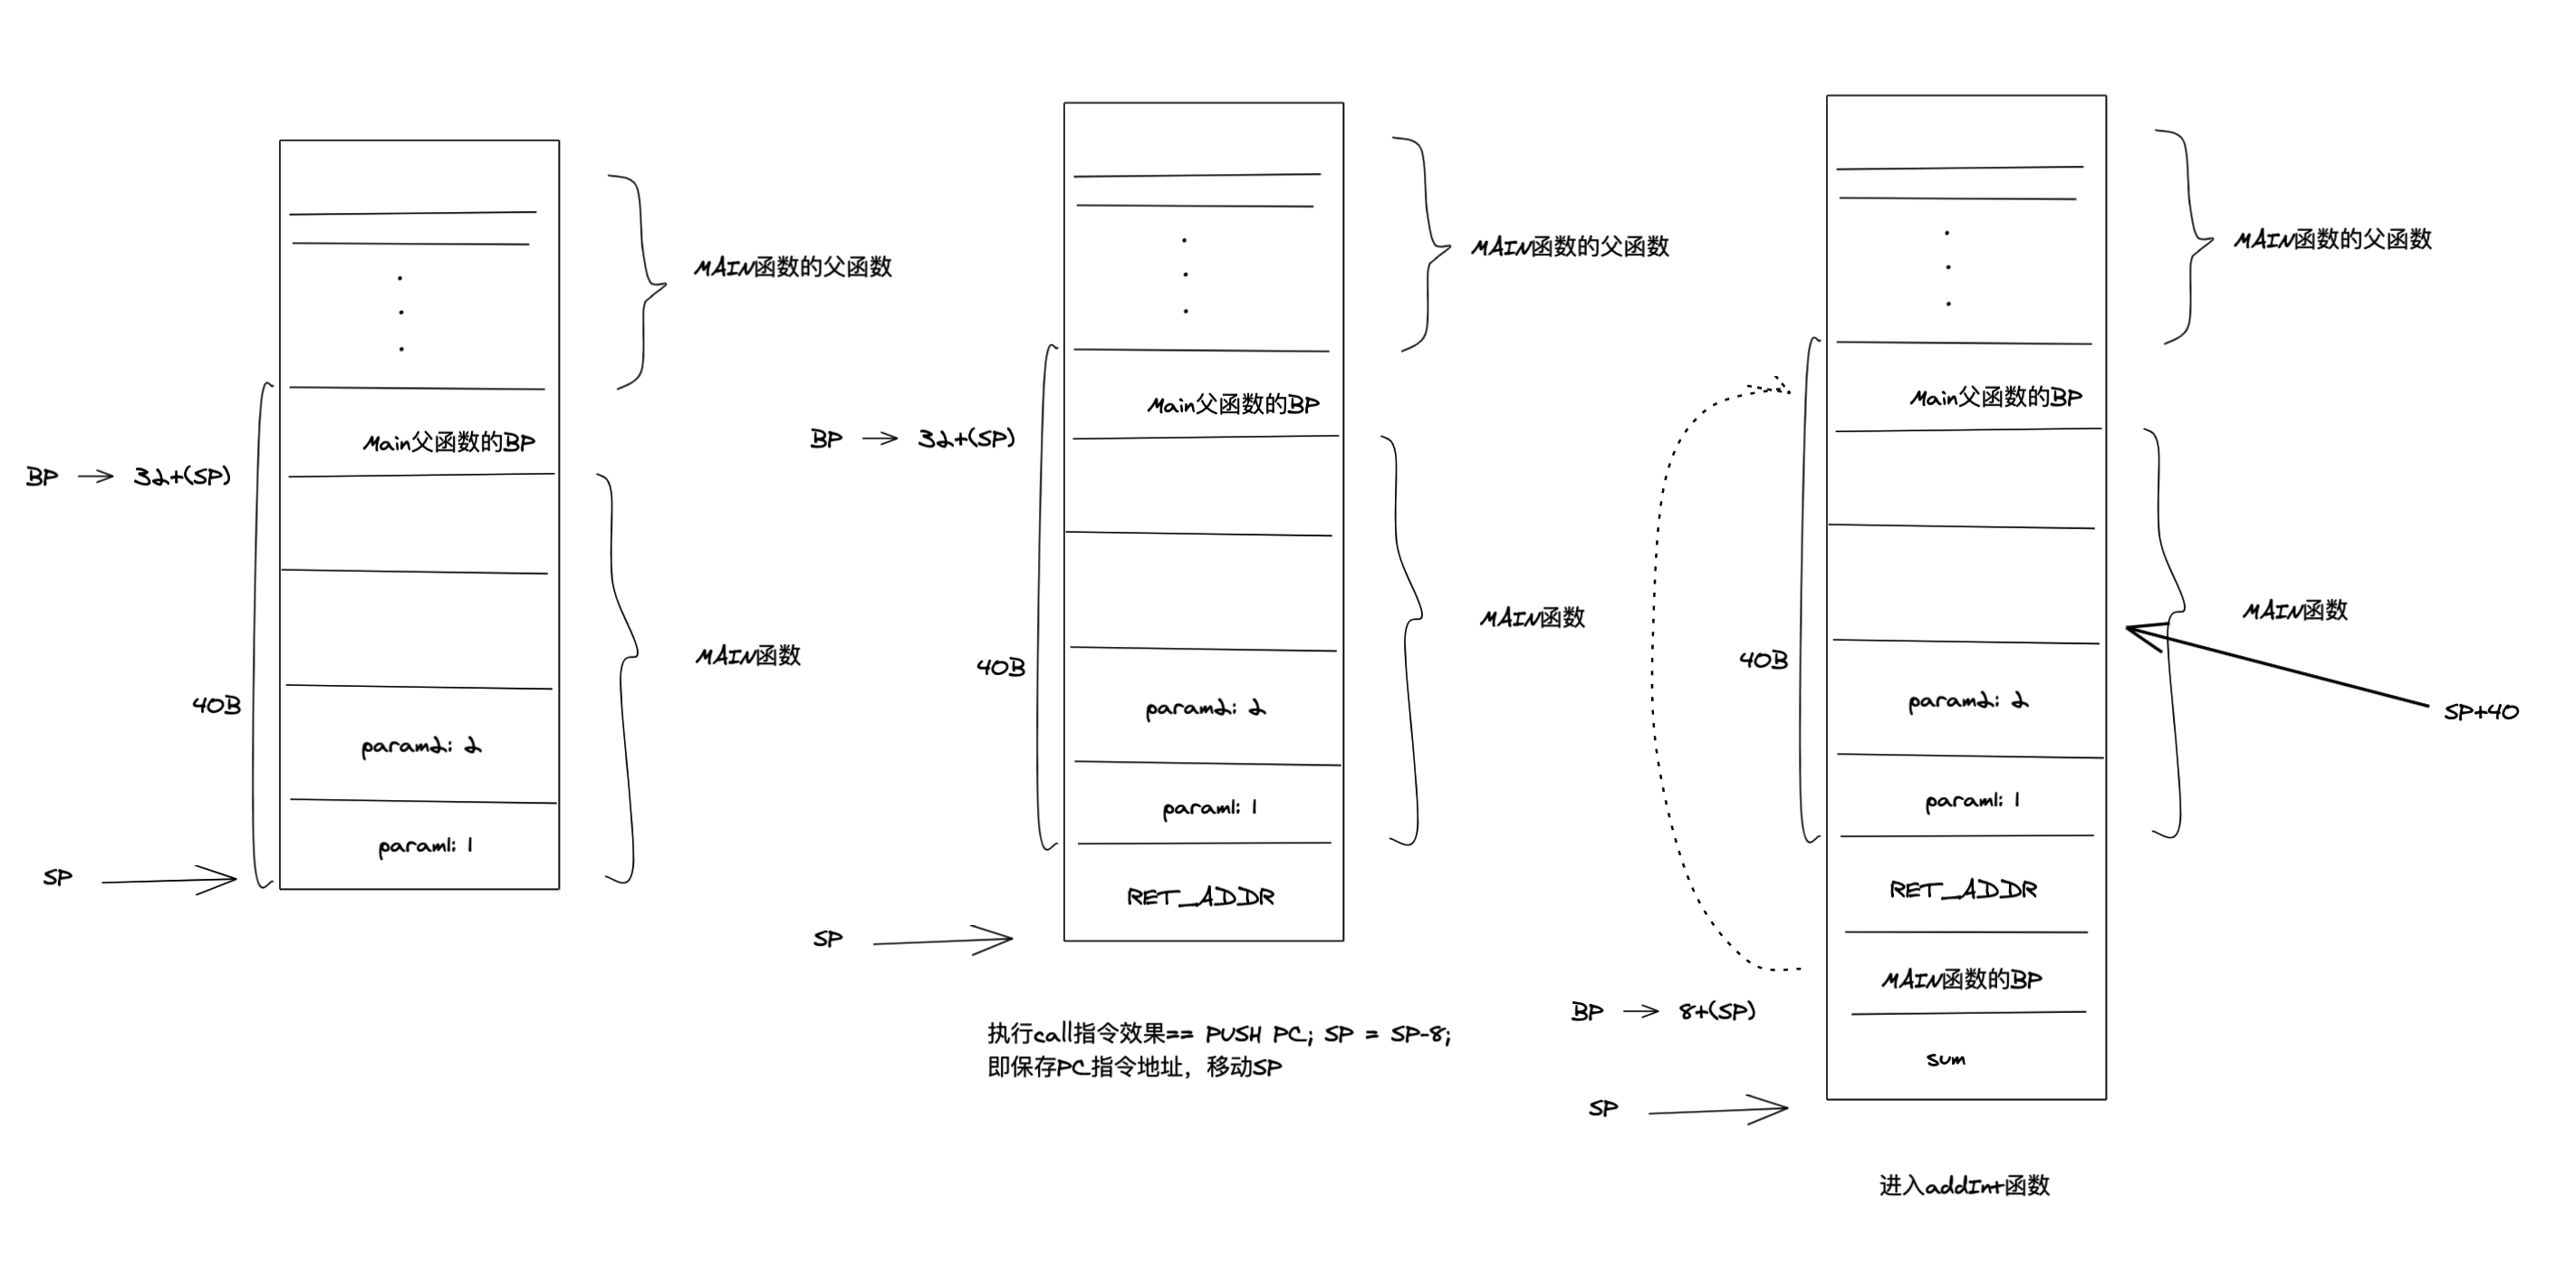 MAIN函数的父函数
Main父函数的BP
BP → 32+(SP)
MAIN函数
40B
param2: 2
param1: 1
SP
MAIN函数的父函数
Main父函数的BP
BP → 32+(SP)
MAIN函数
40B
param2: 2
param1: 1
RET_ADDR
SP
执行call指令效果== PUSH PC; SP = SP-8;
即保存PC指令地址，移动SP
MAIN函数的父函数
Main父函数的BP
MAIN函数
40B
param2: 2
SP+40
param1: 1
RET_ADDR
MAIN函数的BP
BP → 8+(SP)
sum
SP
进入addInt函数